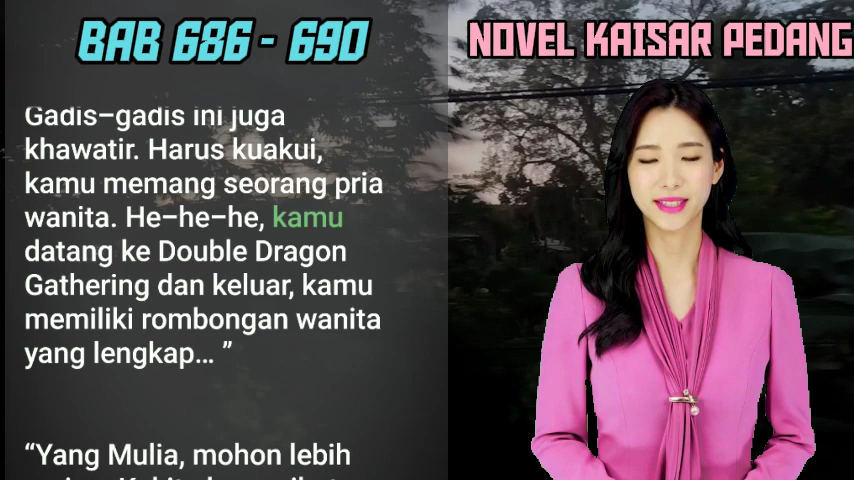 BAB 686 - 690
NOVEL KAISAR PEDANG
Gadis-gadis ini juga
khawatir. Harus kuakui,
kamu memang seorang pria
wanita. He-he-he, kamu
datang ke Double Dragon
Gathering dan keluar, kamu
memiliki rombongan wanita
yang lengkap... ”
“Yang Mulia, mohon lebih